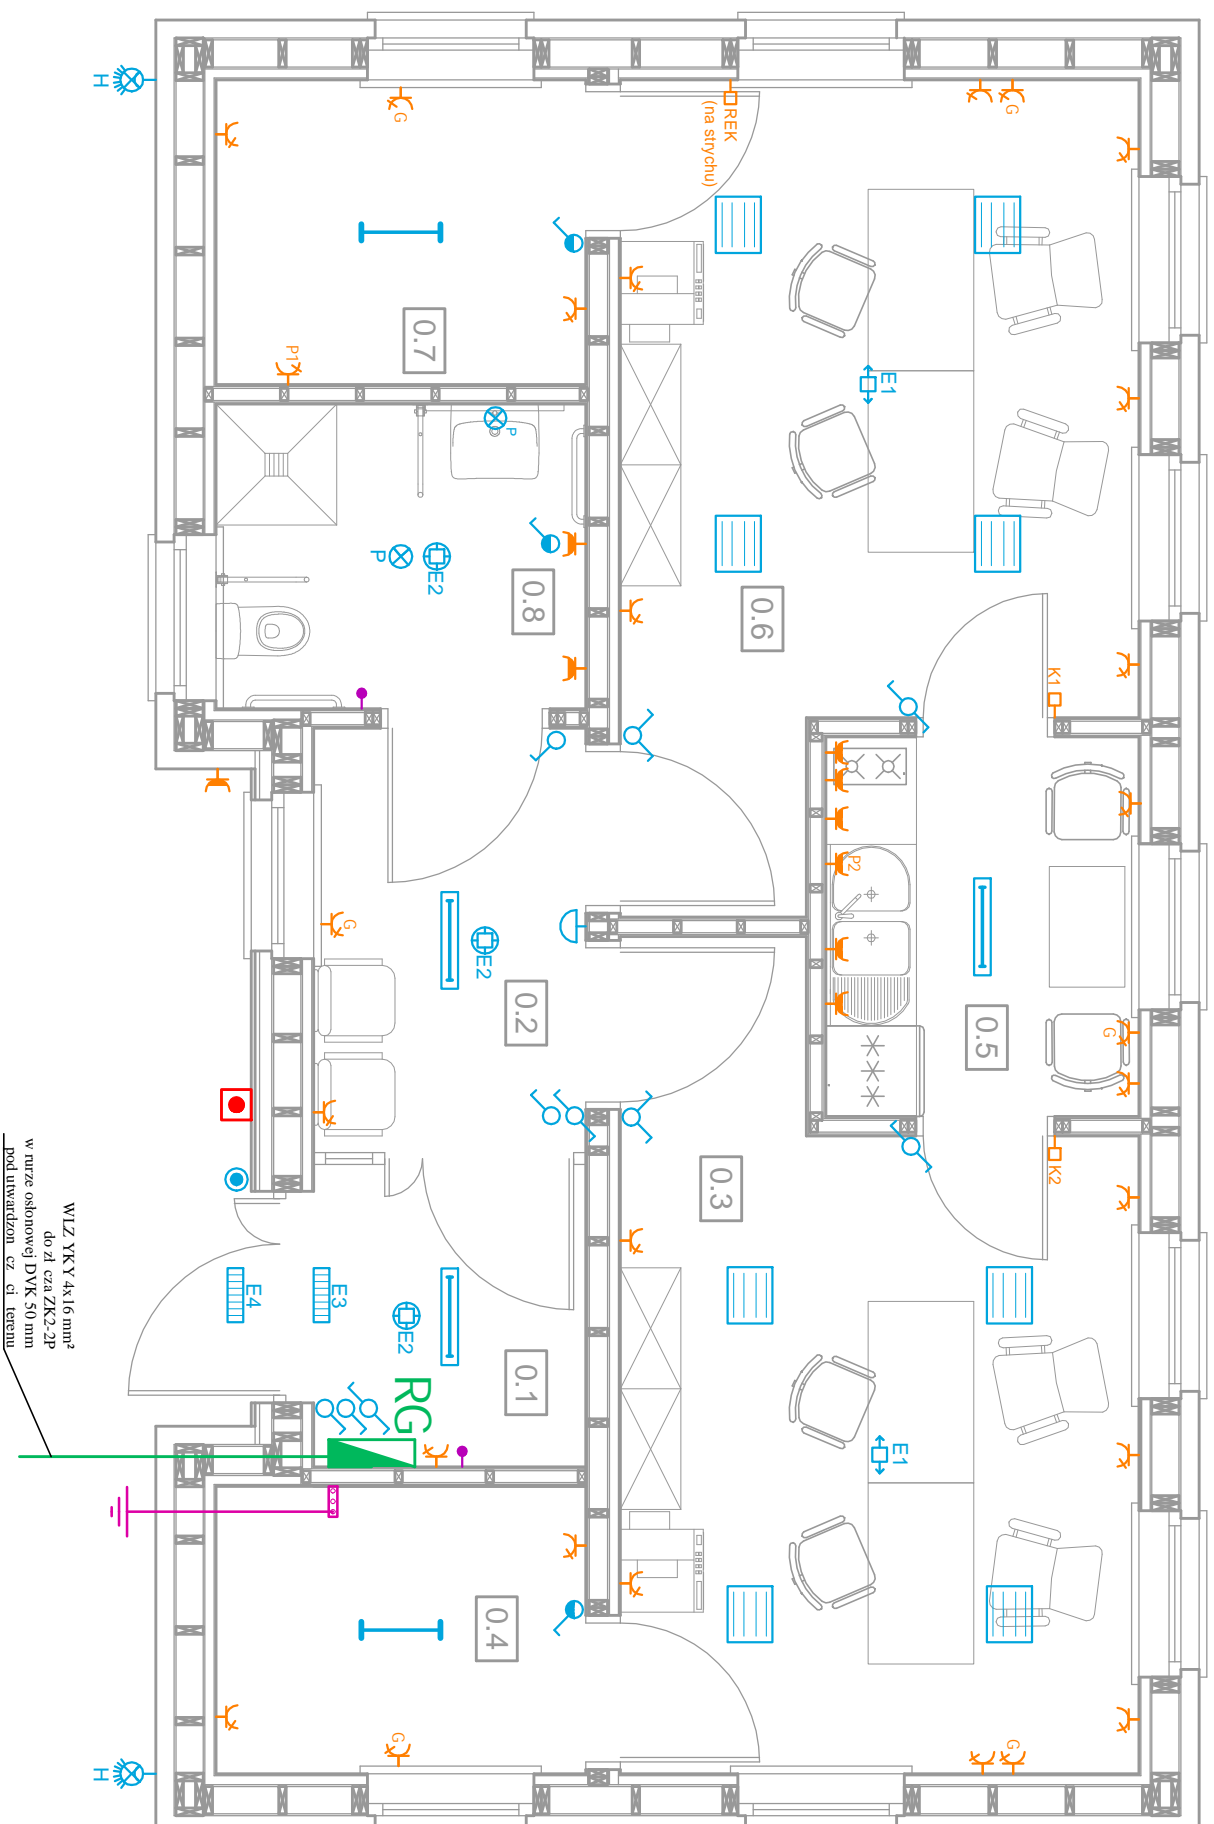 H
G
REK
(na strychu)
G
0.7
P1
E1
P
P
E2
0.8
0.6
K1
P2
G
E2
0.2
0.5
G
K2
0.3
E4
E3
E2
0.1
RG
E1
0.4
G
G
H
WLZ YKY 4x16 mm²
do zł cza ZK2-2P
w rurze osłonowej DVK 50 mm
pod utwardzon cz ci terenu